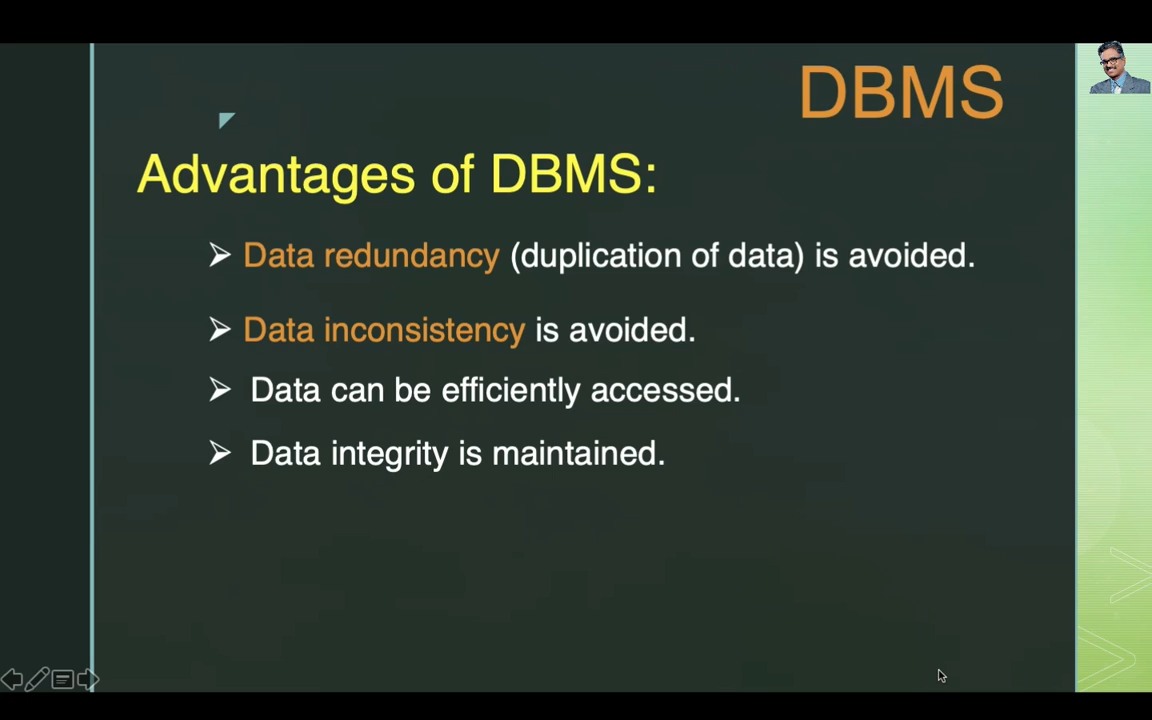 DBMS
Advantages of DBMS:
➢ Data redundancy (duplication of data) is avoided.
➢ Data inconsistency is avoided.
➢ Data can be efficiently accessed.
➢ Data integrity is maintained.